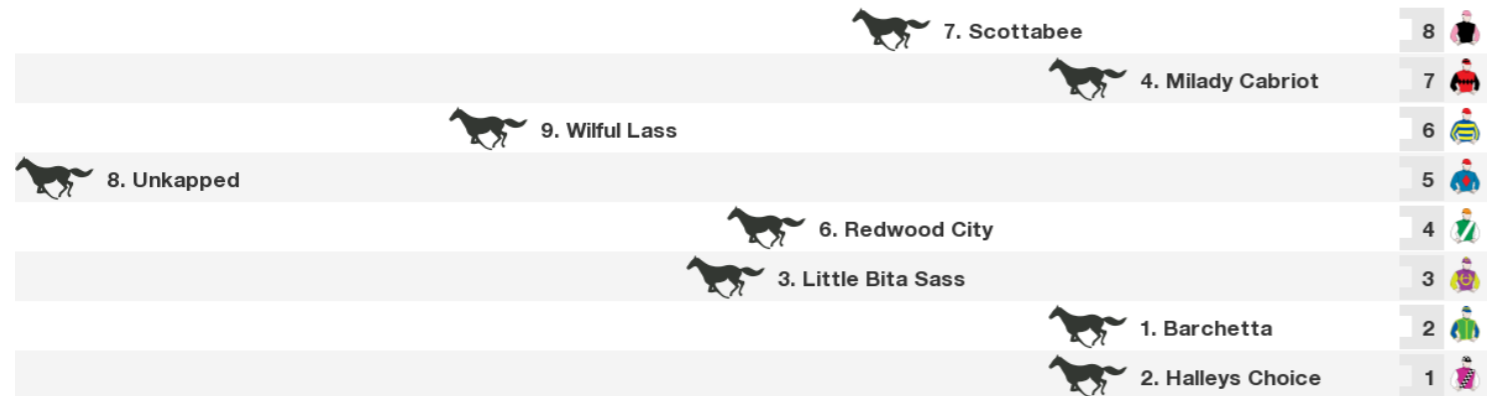 7. Scottabee 8
4. Milady Cabriot 7
9. Wilful Lass 6
8. Unkapped 5
6. Redwood City 4
3. Little Bita Sass 3
1. Barchetta 2
2. Halleys Choice 1